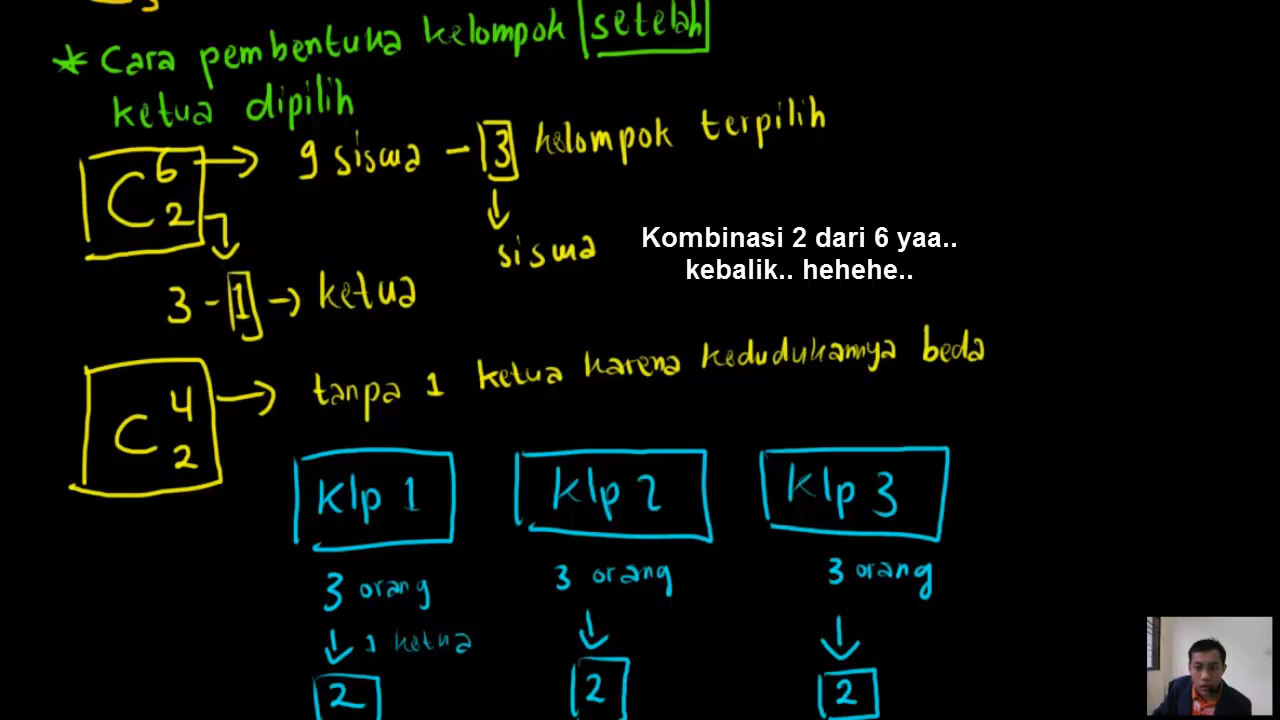 * Cara pembentuka kelompok setelah
ketua dipilih
C 6 2 → 9 siswa - 3 kelompok terpilih
↓
siswa
Kombinasi 2 dari 6 yaa..
kebalik.. hehehe..
3 - 1 → ketua
C 4 2 → tanpa 1 ketua karena kedudukannya beda
Klp 1 Klp 2 Klp 3
3 orang 3 orang 3 orang
↓ 1 ketua ↓ ↓
2 2 2